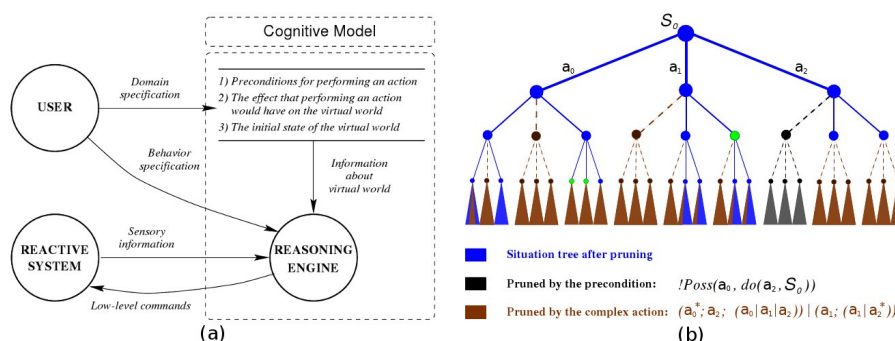 Cognitive Model
USER
Domain
specification
1) Preconditions for performing an action
2) The effect that performing an action
would have on the virtual world
3) The initial state of the virtual world
Behavior
specification
Information
about
virtual world
REACTIVE
SYSTEM
Sensory
information
REASONING
ENGINE
Low-level commands
(a)
S₀
a₀
a₁
a₂
Situation tree after pruning
Pruned by the precondition: !Poss(a₀, do(a₂, S₀))
Pruned by the complex action: (a₀*; a₂; (a₀|a₁|a₂)) | (a₁; (a₁|a₂*))
(b)